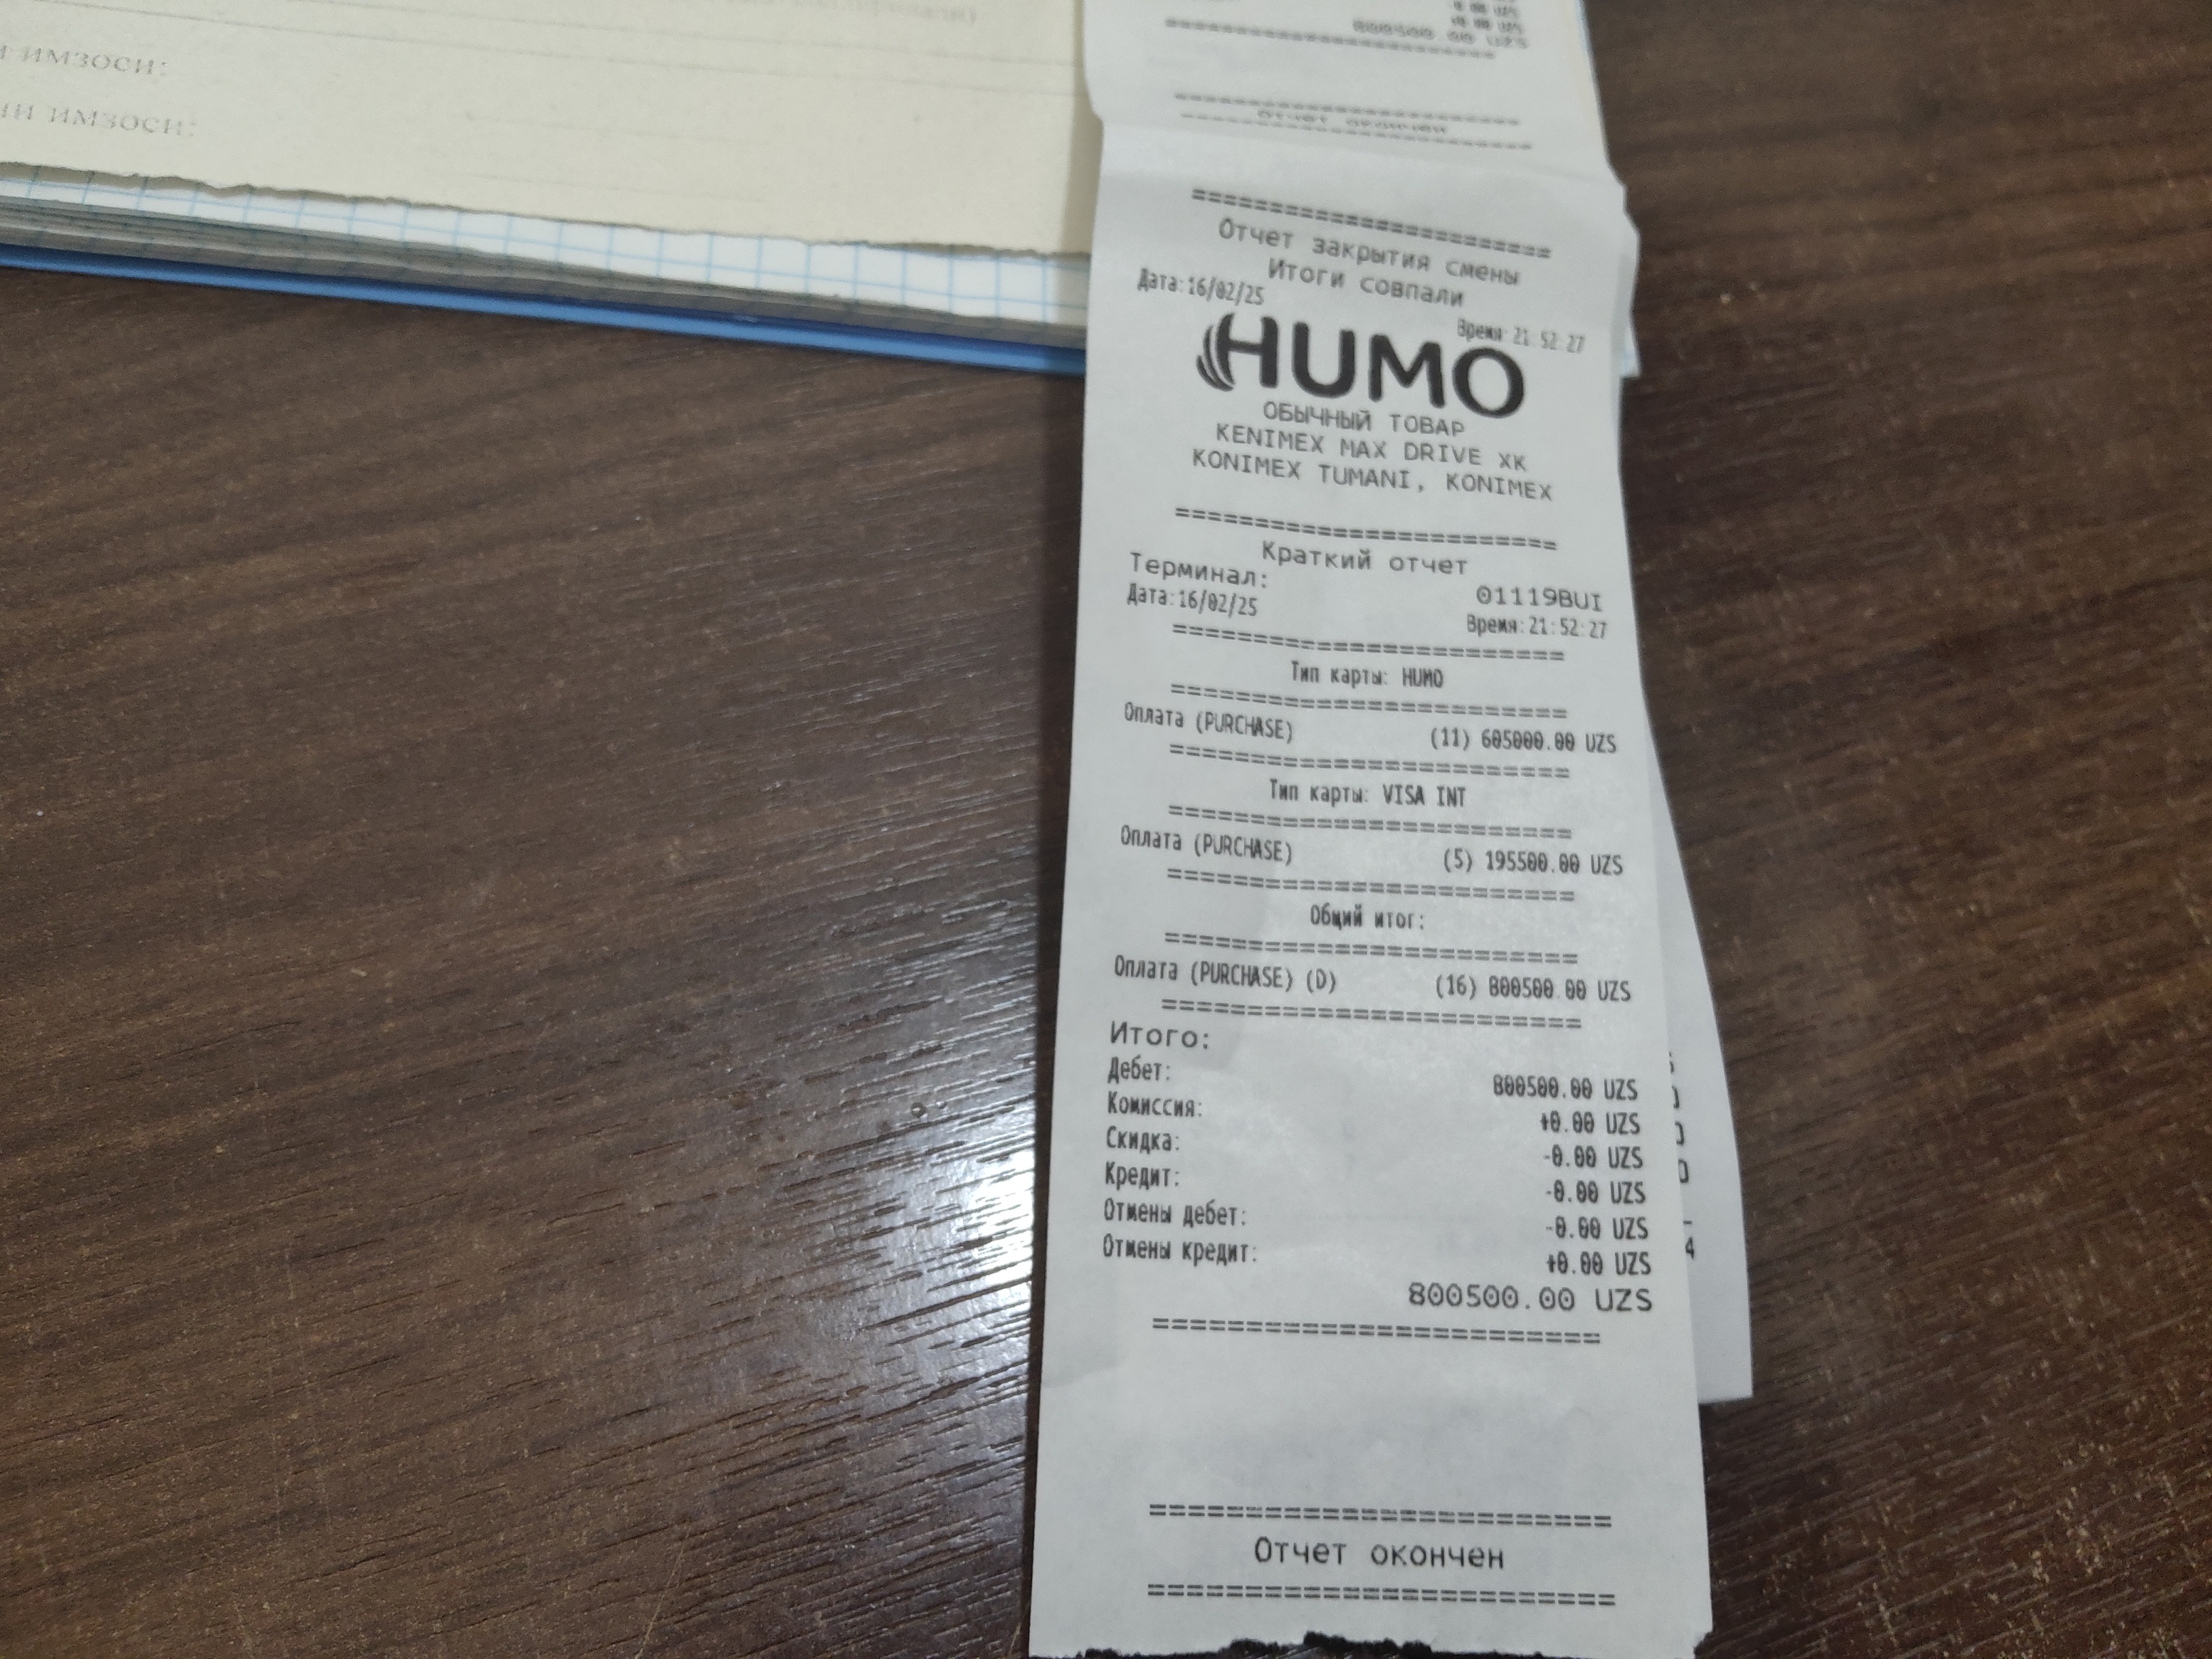 имзоси:
имзоси:
800500.00 UZS
Отчет окончен
========================
Отчет закрытия смены
Итоги совпали
Дата:16/02/25
Время:21:52:27
HUMO
ОБЫЧНЫЙ ТОВАР
KENIMEX MAX DRIVE XK
KONIMEX TUMANI, KONIMEX
========================
Краткий отчет
Терминал: 01119BUI
Дата:16/02/25 Время:21:52:27
========================
Тип карты: HUMO
========================
Оплата (PURCHASE) (11) 605000.00 UZS
========================
Тип карты: VISA INT
========================
Оплата (PURCHASE) (5) 195500.00 UZS
========================
Общий итог:
========================
Оплата (PURCHASE) (D) (16) 800500.00 UZS
========================
Итого:
Дебет: 800500.00 UZS
Комиссия: +0.00 UZS
Скидка: -0.00 UZS
Кредит: -0.00 UZS
Отмены дебет: -0.00 UZS
Отмены кредит: +0.00 UZS
800500.00 UZS
========================
========================
Отчет окончен
========================